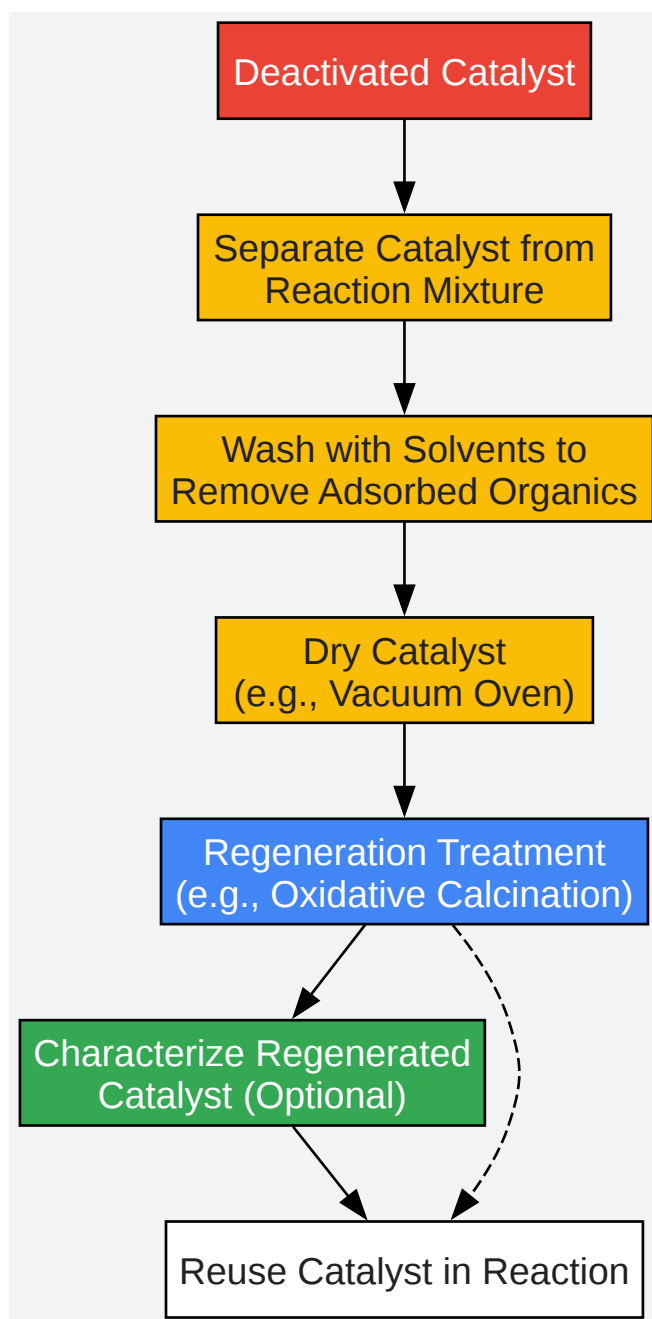 Deactivated Catalyst
Separate Catalyst from
Reaction Mixture
Wash with Solvents to
Remove Adsorbed Organics
Dry Catalyst
(e.g., Vacuum Oven)
Regeneration Treatment
(e.g., Oxidative Calcination)
Characterize Regenerated
Catalyst (Optional)
Reuse Catalyst in Reaction